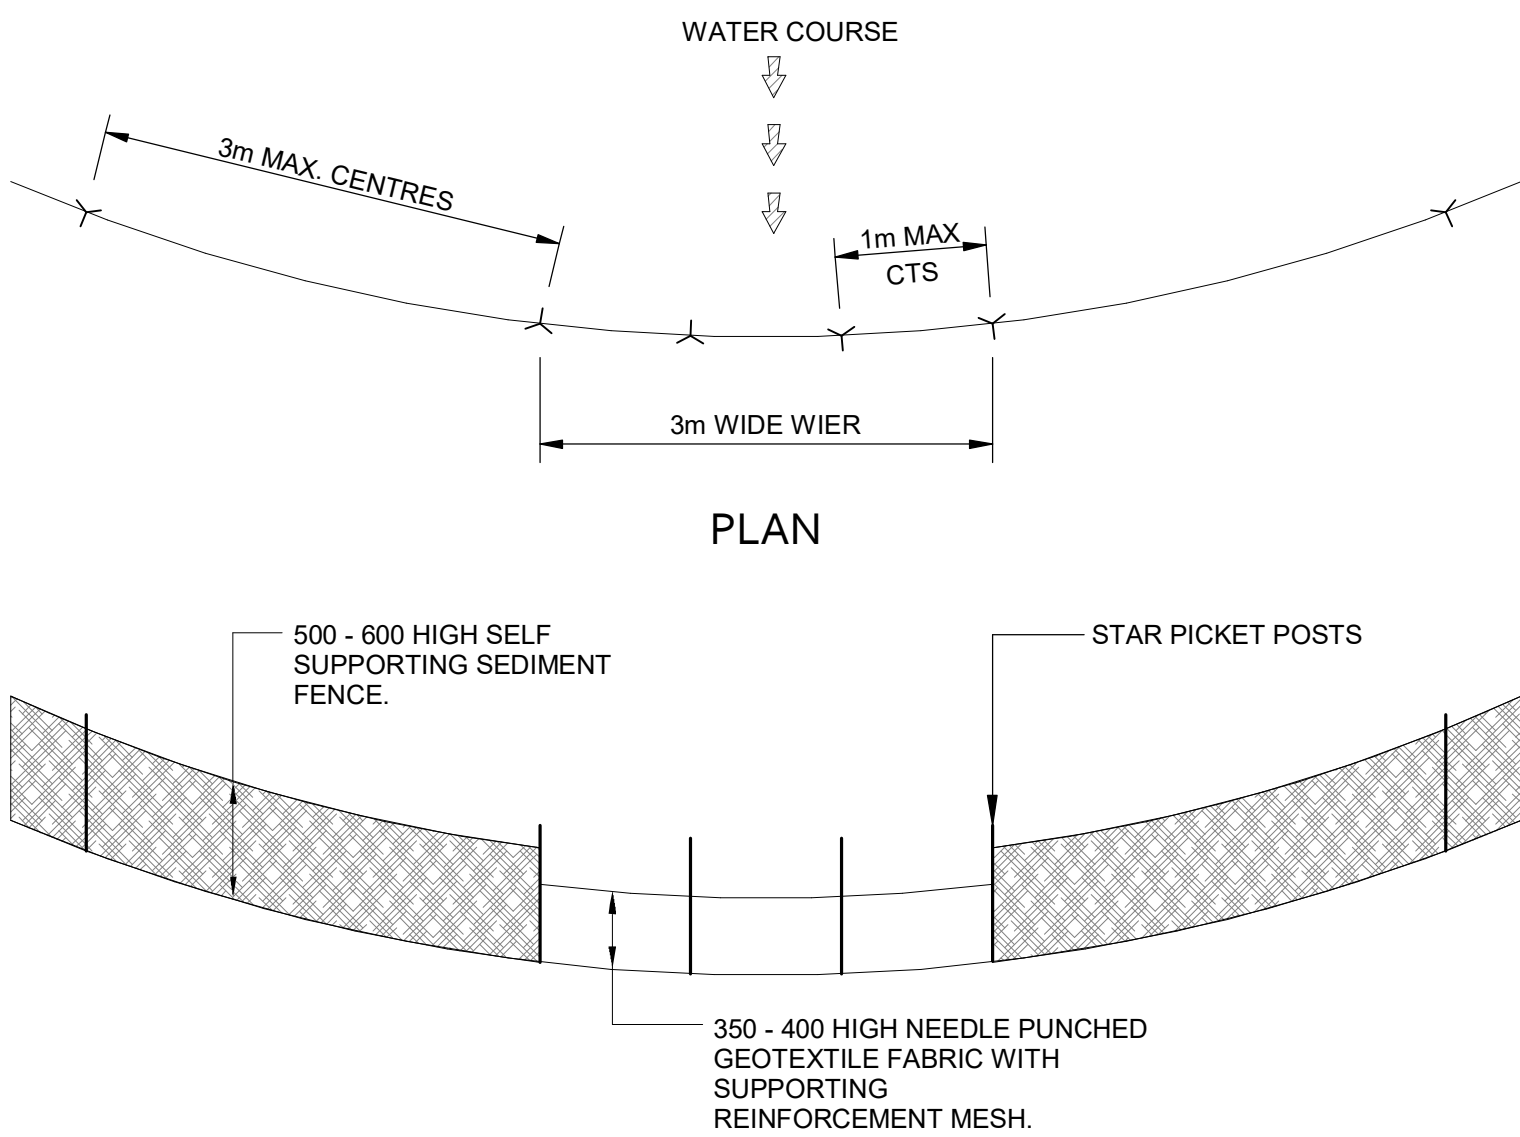 WATER COURSE
3m MAX. CENTRES
1m MAX
CTS
3m WIDE WIER
PLAN
500 - 600 HIGH SELF
SUPPORTING SEDIMENT
FENCE.
STAR PICKET POSTS
350 - 400 HIGH NEEDLE PUNCHED
GEOTEXTILE FABRIC WITH
SUPPORTING
REINFORCEMENT MESH.